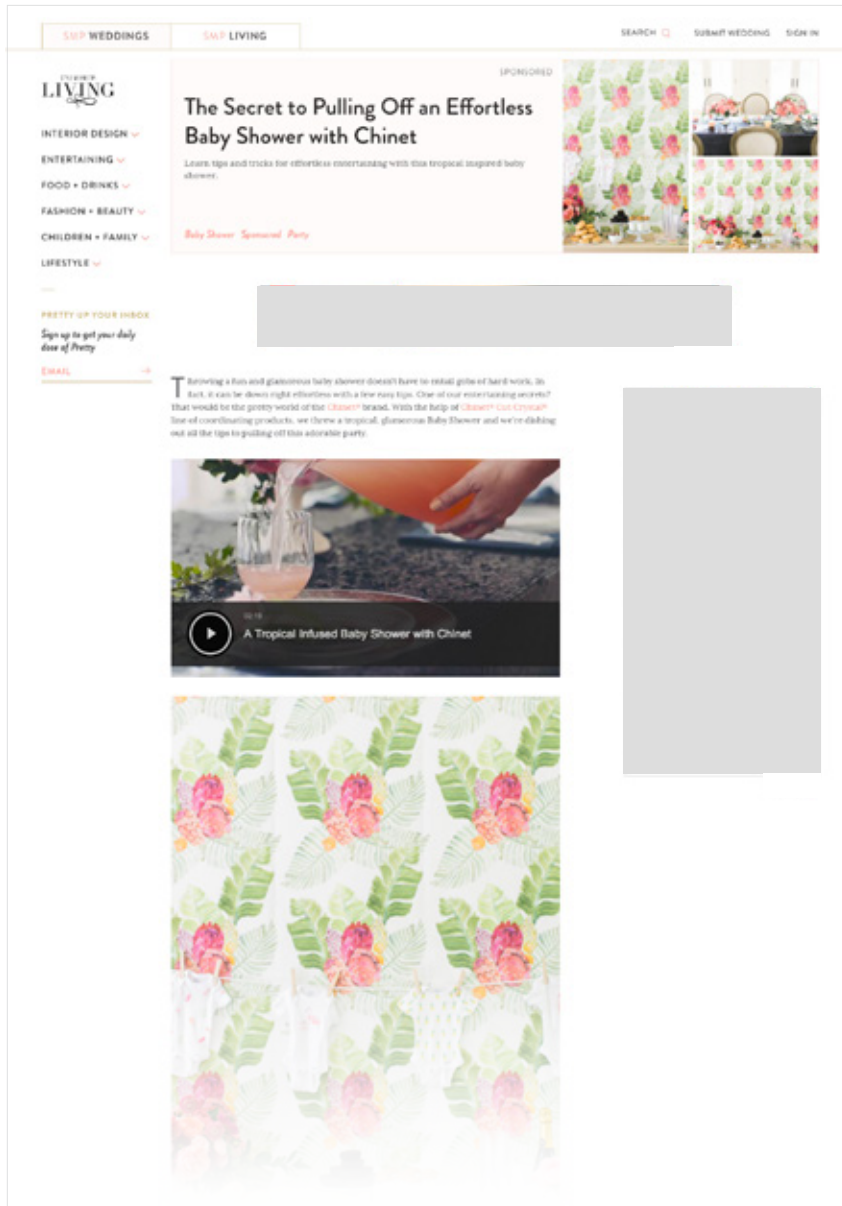 SMP WEDDINGS
SMP LIVING
SEARCH
SUBMIT WEDDING
SIGN IN
LIVING
INTERIOR DESIGN
ENTERTAINING
FOOD + DRINKS
FASHION + BEAUTY
CHILDREN + FAMILY
LIFESTYLE
PRETTY UP YOUR INBOX
Sign up to get your daily
dose of Pretty
EMAIL
SPONSORED
The Secret to Pulling Off an Effortless
Baby Shower with Chinet
Learn tips and tricks for effortless entertaining with this tropical inspired baby
shower.
Baby Shower Sponsored Party
Throwing a fun and glamorous baby shower doesn't have to entail gobs of hard work. In
fact, it can be down right effortless with a few easy tips. One of our entertaining secrets?
That would be the pretty world of the Chinet® brand. With the help of Chinet® Cut Crystal®
line of coordinating products, we threw a tropical, glamorous Baby Shower and we're dishing
out all the tips to pulling off this adorable party.
A Tropical Infused Baby Shower with Chinet